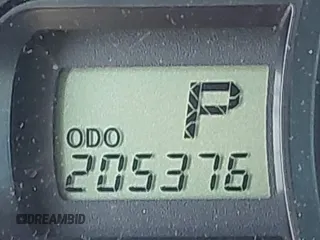 P
ODO
205376
DREAMBID